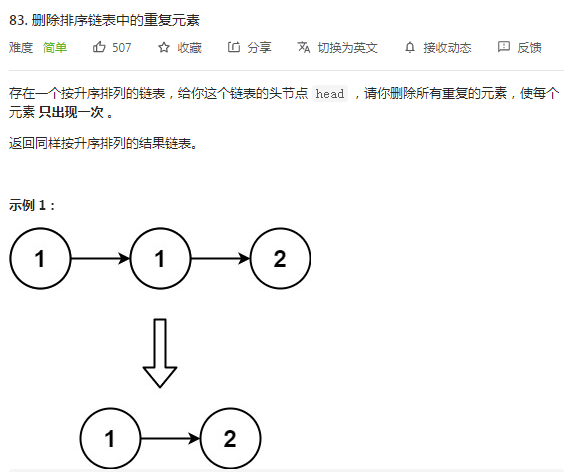 83. 删除排序链表中的重复元素
难度 简单 507 收藏 分享 切换为英文 接收动态 反馈
存在一个按升序排列的链表，给你这个链表的头节点 head ，请你删除所有重复的元素，使每个
元素 只出现一次 。
返回同样按升序排列的结果链表。
示例 1：
1 1 2
1 2